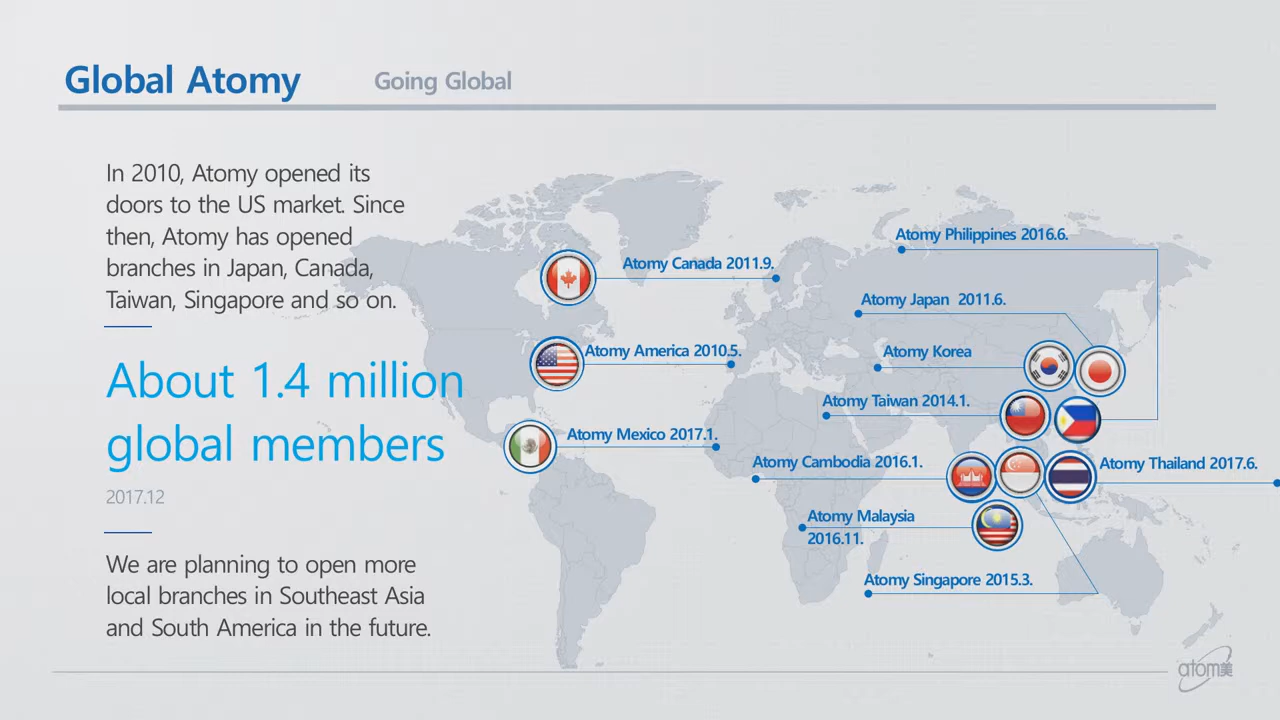 Global Atomy
Going Global
In 2010, Atomy opened its
doors to the US market. Since
then, Atomy has opened
branches in Japan, Canada,
Taiwan, Singapore and so on.
About 1.4 million
global members
2017.12
We are planning to open more
local branches in Southeast Asia
and South America in the future.
Atomy Philippines 2016.6.
Atomy Canada 2011.9.
Atomy Japan  2011.6.
Atomy America 2010.5.
Atomy Korea
Atomy Taiwan 2014.1.
Atomy Mexico 2017.1.
Atomy Cambodia 2016.1.
Atomy Thailand 2017.6.
Atomy Malaysia
2016.11.
Atomy Singapore 2015.3.
atom美